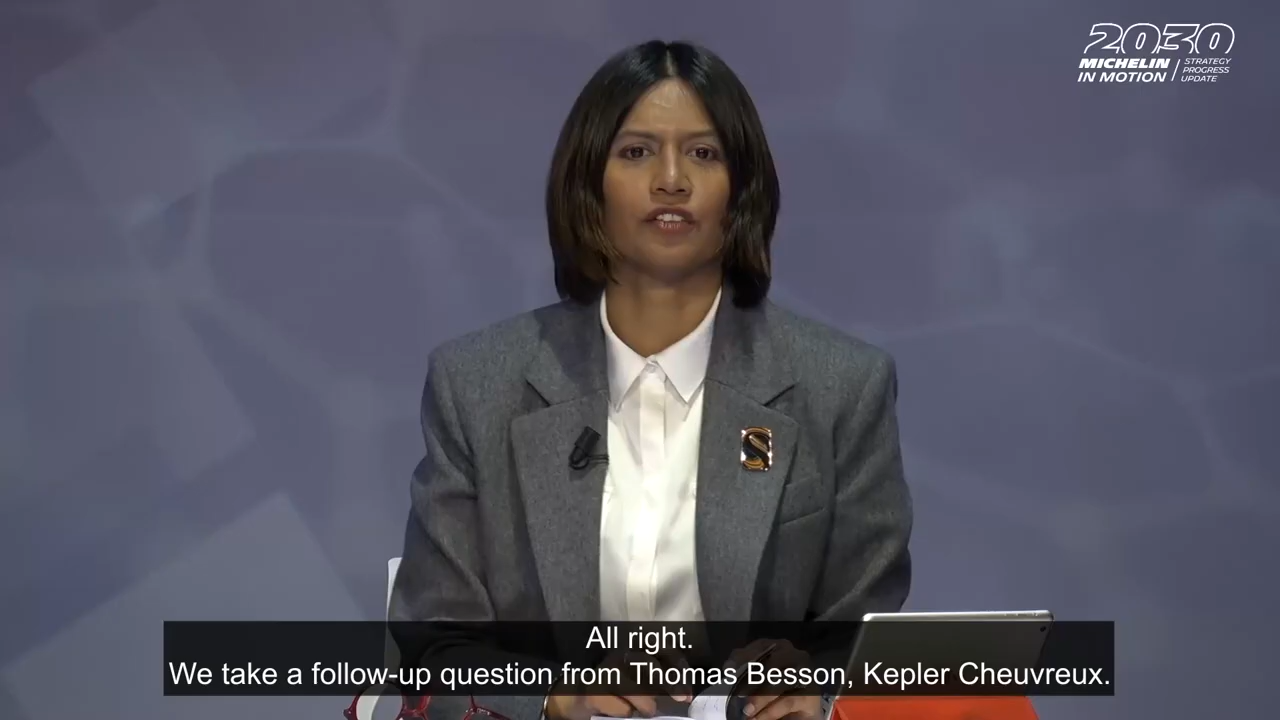 2030
MICHELIN
IN MOTION
STRATEGY
PROGRESS
UPDATE
S
All right.
We take a follow-up question from Thomas Besson, Kepler Cheuvreux.